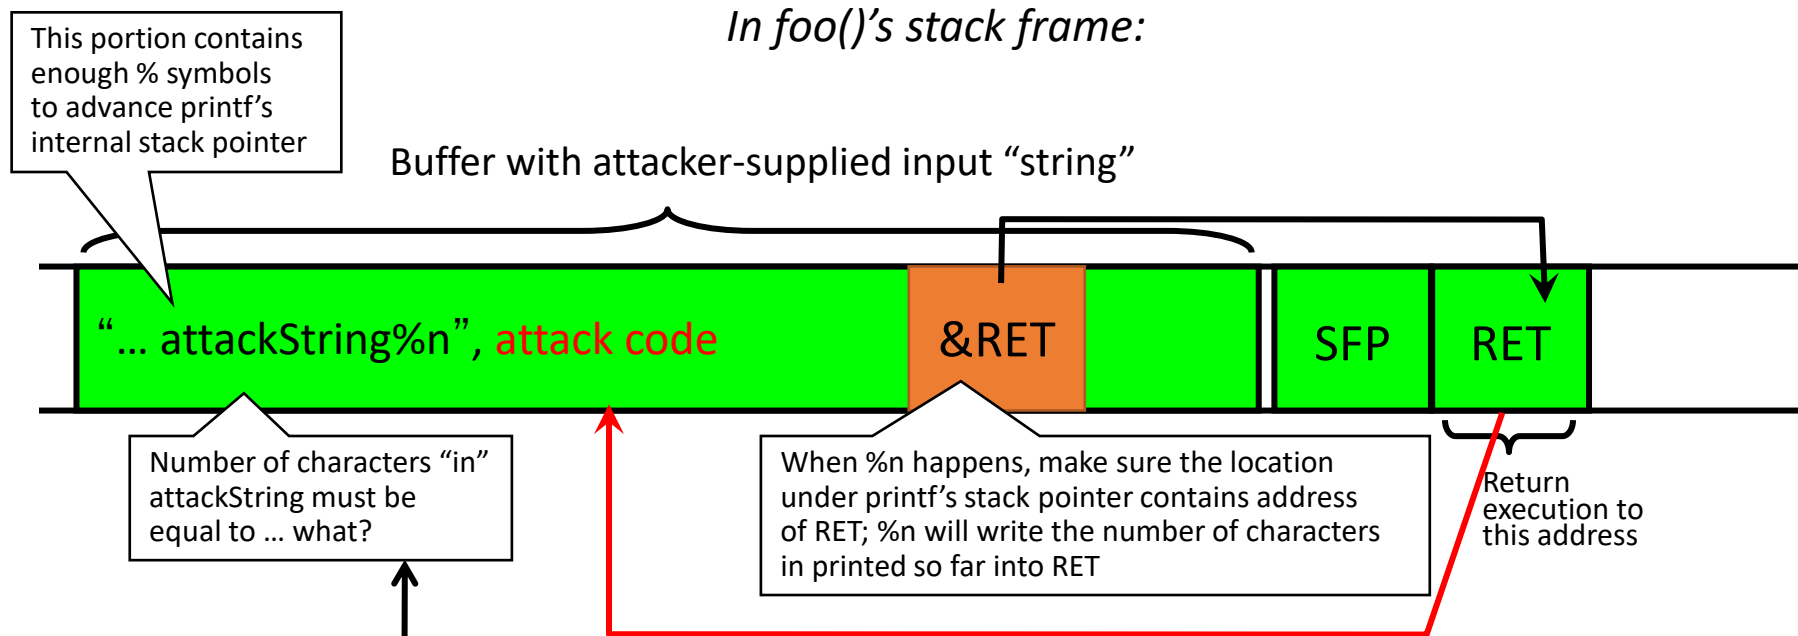 In foo()’s stack frame:
This portion contains
enough % symbols
to advance printf’s
internal stack pointer
Buffer with attacker-supplied input “string”
“... attackString%n”, attack code
&RET
SFP
RET
Number of characters “in”
attackString must be
equal to ... what?
When %n happens, make sure the location
under printf’s stack pointer contains address
of RET; %n will write the number of characters
in printed so far into RET
Return
execution to
this address